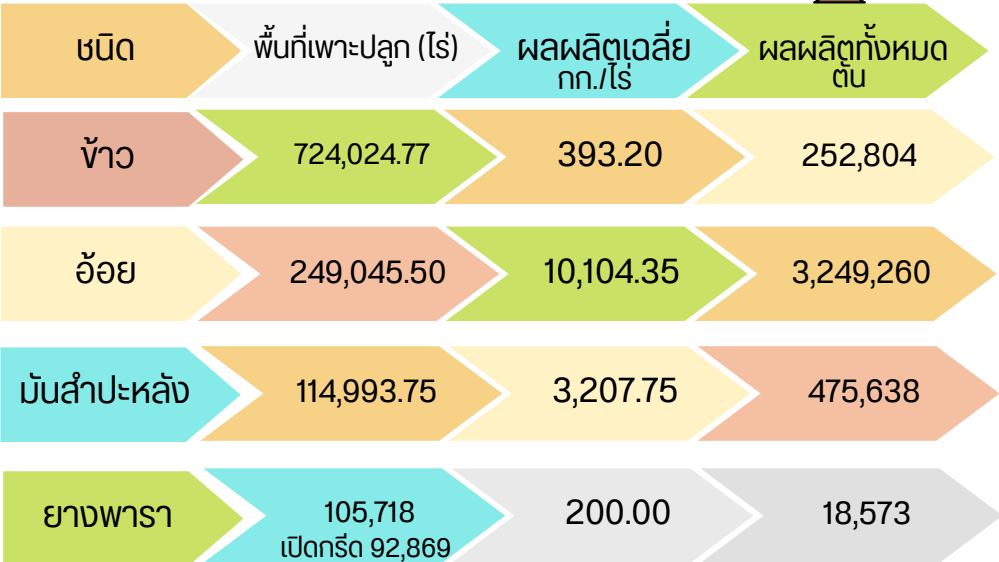 ชนิด
พื้นที่เพาะปลูก (ไร่)
ผลผลิตเฉลี่ย
กก./ไร่
ผลผลิตทั้งหมด
ตัน
ข้าว
724,024.77
393.20
252,804
อ้อย
249,045.50
10,104.35
3,249,260
มันสำปะหลัง
114,993.75
3,207.75
475,638
ยางพารา
105,718
เปิดกรีด 92,869
200.00
18,573